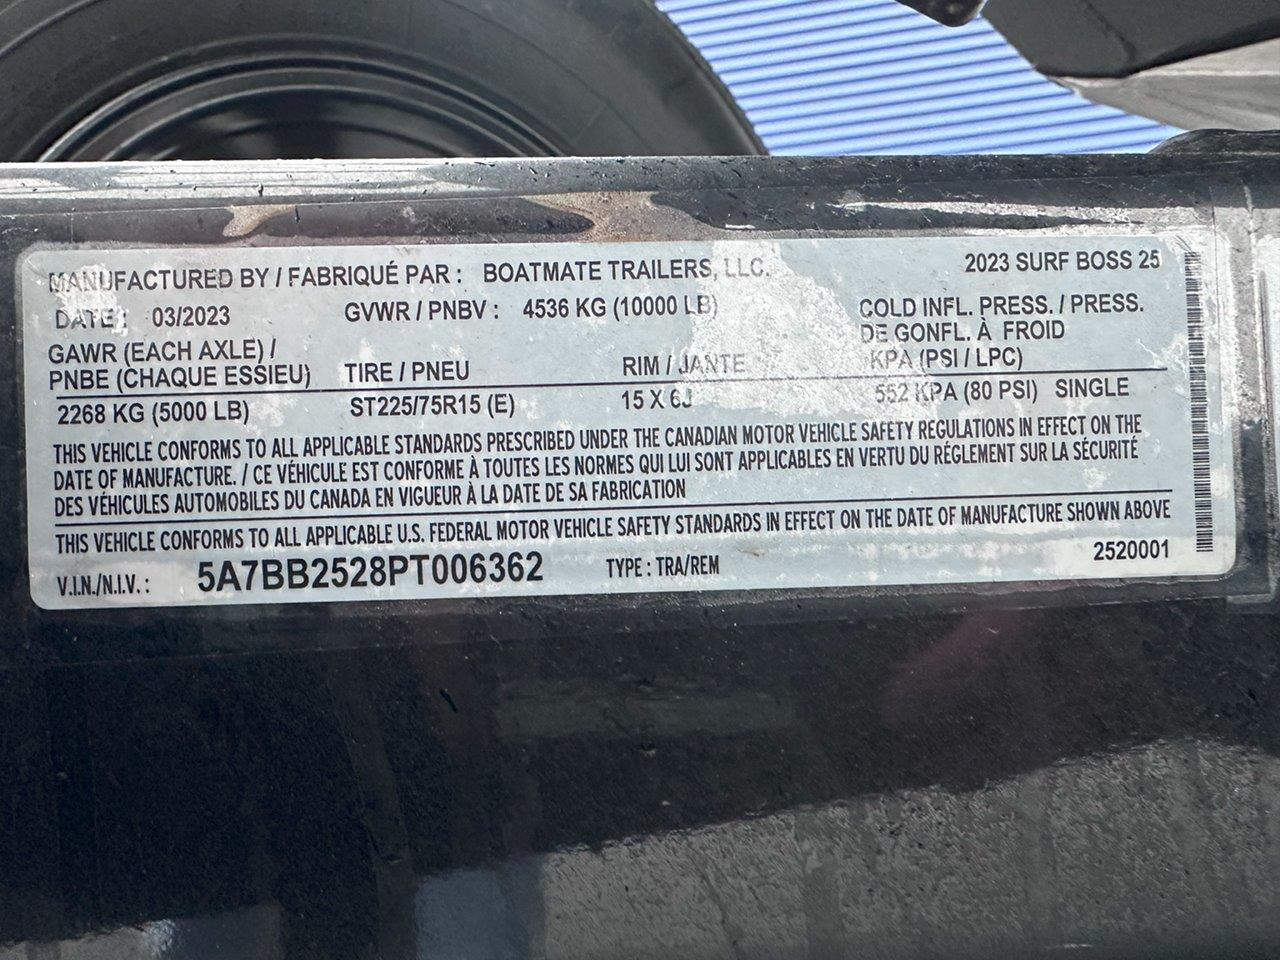 MANUFACTURED BY / FABRIQUÉ PAR : BOATMATE TRAILERS, LLC. 2023 SURF BOSS 25
DATE: 03/2023 GVWR / PNBV : 4536 KG (10000 LB) COLD INFL. PRESS. / PRESS.
DE GONFL. À FROID
GAWR (EACH AXLE) /
PNBE (CHAQUE ESSIEU) TIRE / PNEU RIM / JANTE KPA (PSI / LPC)
2268 KG (5000 LB) ST225/75R15 (E) 15 X 6J 552 KPA (80 PSI) SINGLE
THIS VEHICLE CONFORMS TO ALL APPLICABLE STANDARDS PRESCRIBED UNDER THE CANADIAN MOTOR VEHICLE SAFETY REGULATIONS IN EFFECT ON THE
DATE OF MANUFACTURE. / CE VÉHICULE EST CONFORME À TOUTES LES NORMES QUI LUI SONT APPLICABLES EN VERTU DU RÉGLEMENT SUR LA SÉCURITÉ
DES VÉHICULES AUTOMOBILES DU CANADA EN VIGUEUR À LA DATE DE SA FABRICATION
THIS VEHICLE CONFORMS TO ALL APPLICABLE U.S. FEDERAL MOTOR VEHICLE SAFETY STANDARDS IN EFFECT ON THE DATE OF MANUFACTURE SHOWN ABOVE
V.I.N./N.I.V. : 5A7BB2528PT006362 TYPE : TRA/REM 2520001